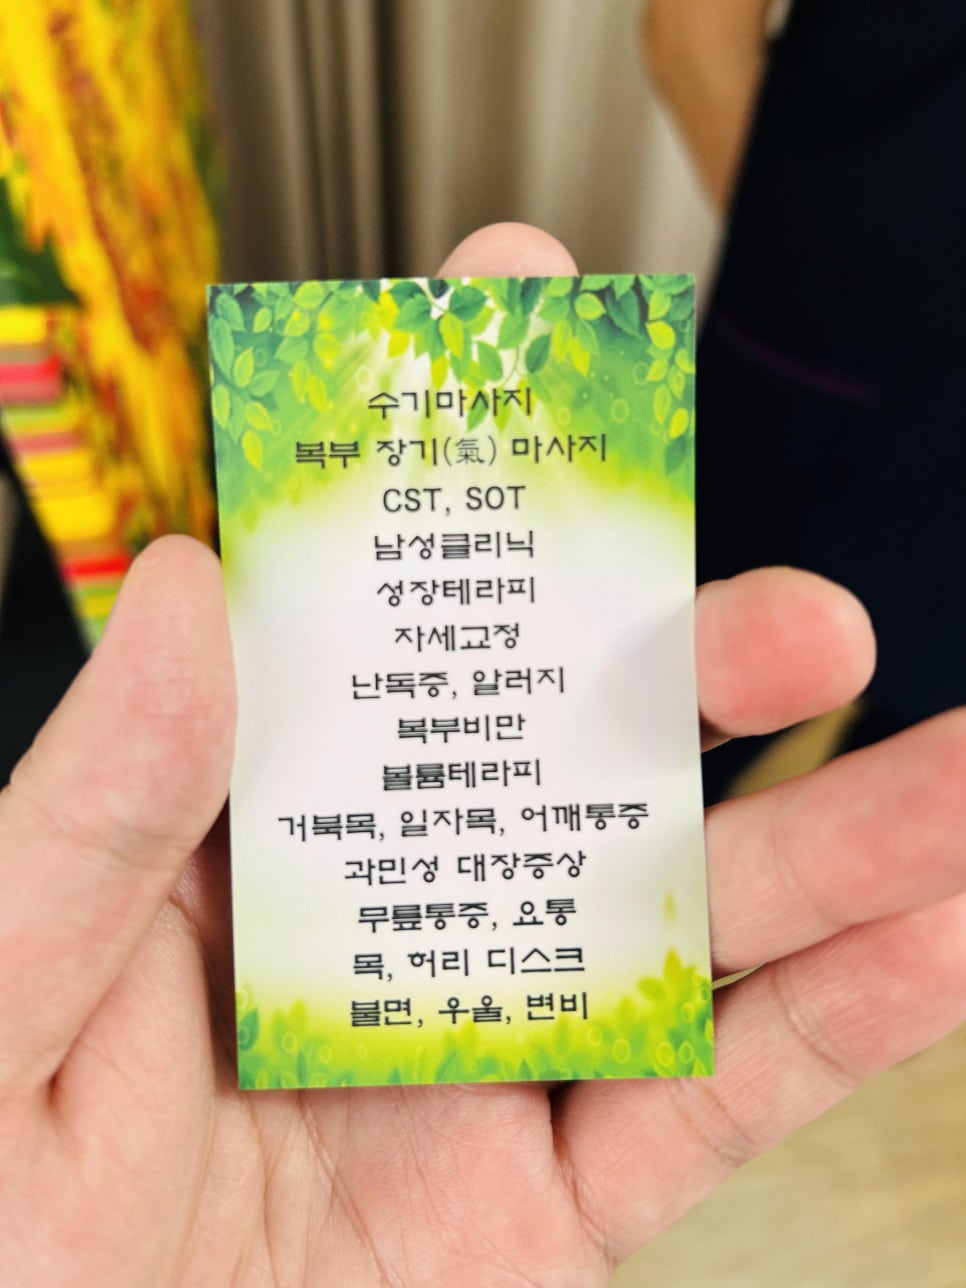 수기마사지
복부 장기(氣) 마사지
CST, SOT
남성클리닉
성장테라피
자세교정
난독증, 알러지
복부비만
볼륨테라피
거북목, 일자목, 어깨통증
과민성 대장증상
무릎통증, 요통
목, 허리 디스크
불면, 우울, 변비